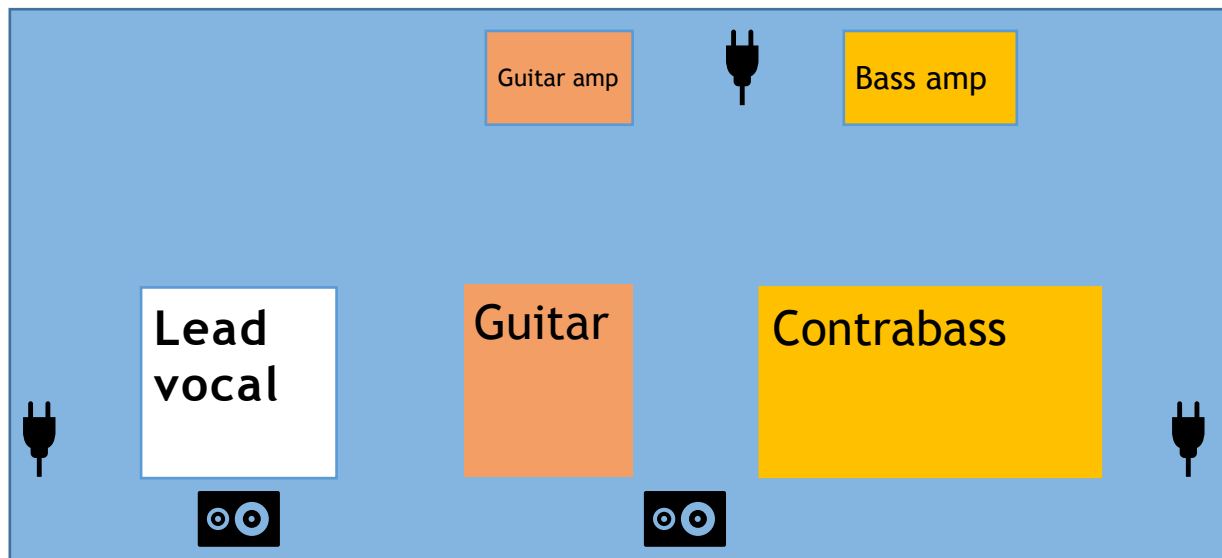 Guitar amp
Bass amp
Lead
vocal
Guitar
Contrabass